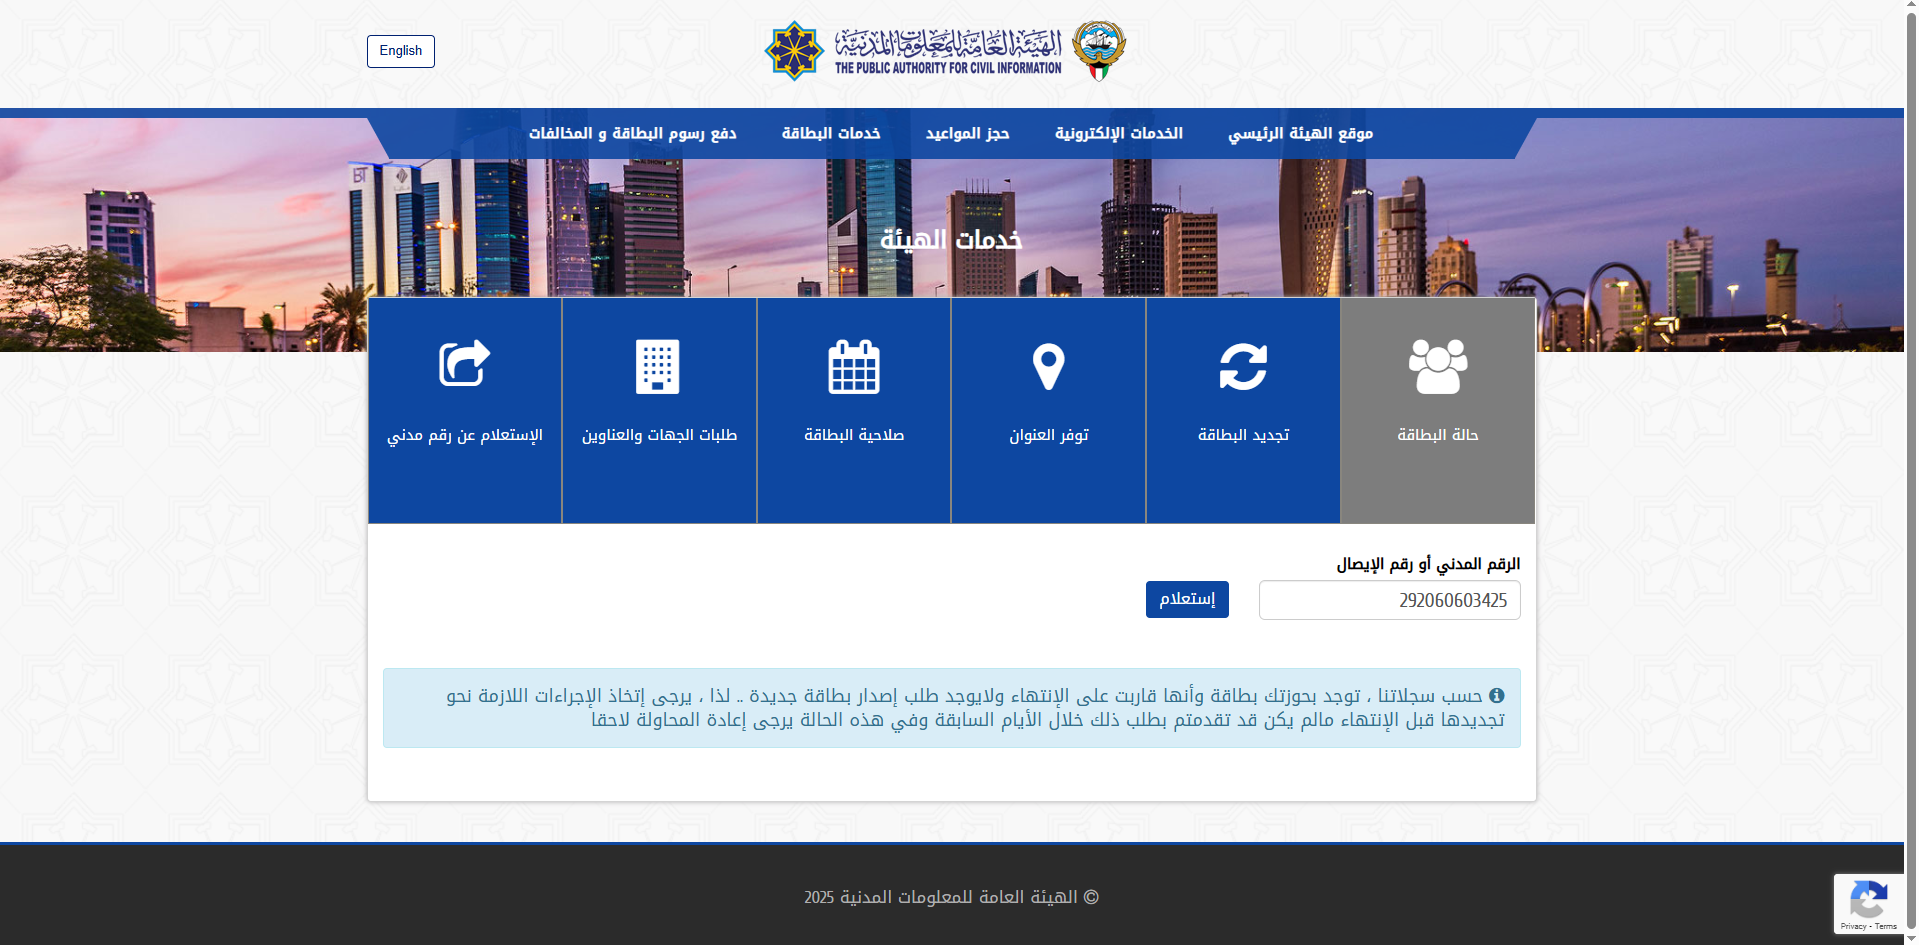 English
الهيئة العامة للمعلومات المدنية
THE PUBLIC AUTHORITY FOR CIVIL INFORMATION
موقع الهيئة الرئيسي
الخدمات الإلكترونية
حجز المواعيد
خدمات البطاقة
دفع رسوم البطاقة و المخالفات
خدمات الهيئة
حالة البطاقة
تجديد البطاقة
توفر العنوان
صلاحية البطاقة
طلبات الجهات والعناوين
الإستعلام عن رقم مدني
الرقم المدني أو رقم الإيصال
292060603425
إستعلام
حسب سجلاتنا ، توجد بحوزتك بطاقة وأنها قاربت على الإنتهاء ولايوجد طلب إصدار بطاقة جديدة .. لذا ، يرجى إتخاذ الإجراءات اللازمة نحو
تجديدها قبل الإنتهاء مالم يكن قد تقدمتم بطلب ذلك خلال الأيام السابقة وفي هذه الحالة يرجى إعادة المحاولة لاحقا
© الهيئة العامة للمعلومات المدنية 2025
Privacy - Terms